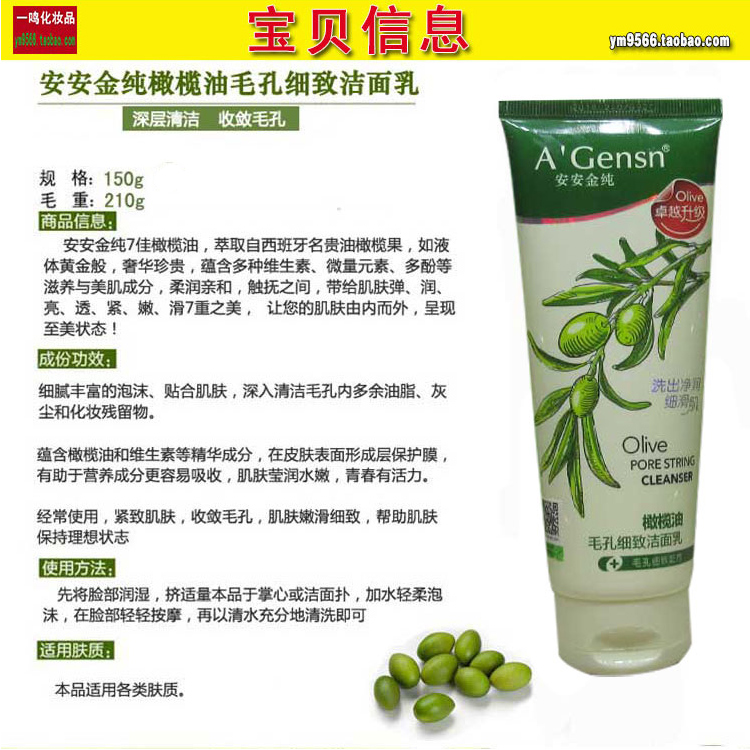 一鸣化妆品
ym9566.taobao.com
宝贝信息
ym9566.taobao.com
安安金纯橄榄油毛孔细致洁面乳
深层清洁 收敛毛孔
规 格: 150g
毛 重: 210g
商品信息:
安安金纯7佳橄榄油，萃取自西班牙名贵油橄榄果，如液
体黄金般，奢华珍贵，蕴含多种维生素、微量元素、多酚等
滋养与美肌成分，柔润亲和，触抚之间，带给肌肤弹、润、
亮、透、紧、嫩、滑7重之美， 让您的肌肤由内而外，呈现
至美状态！
成份功效:
细腻丰富的泡沫、贴合肌肤，深入清洁毛孔内多余油脂、灰
尘和化妆残留物。
蕴含橄榄油和维生素等精华成分，在皮肤表面形成层保护膜，
有助于营养成分更容易吸收，肌肤莹润水嫩，青春有活力。
经常使用，紧致肌肤，收敛毛孔，肌肤嫩滑细致，帮助肌肤
保持理想状态
使用方法:
先将脸部润湿，挤适量本品于掌心或洁面扑，加水轻柔泡
沫，在脸部轻轻按摩，再以清水充分地清洗即可
适用肤质:
本品适用各类肤质。
A'Gensn®
安安金纯
Olive
卓越升级
洗出净润
细滑肌
Olive
PORE STRING
CLEANSER
橄榄油
毛孔细致洁面乳
毛孔细致配方